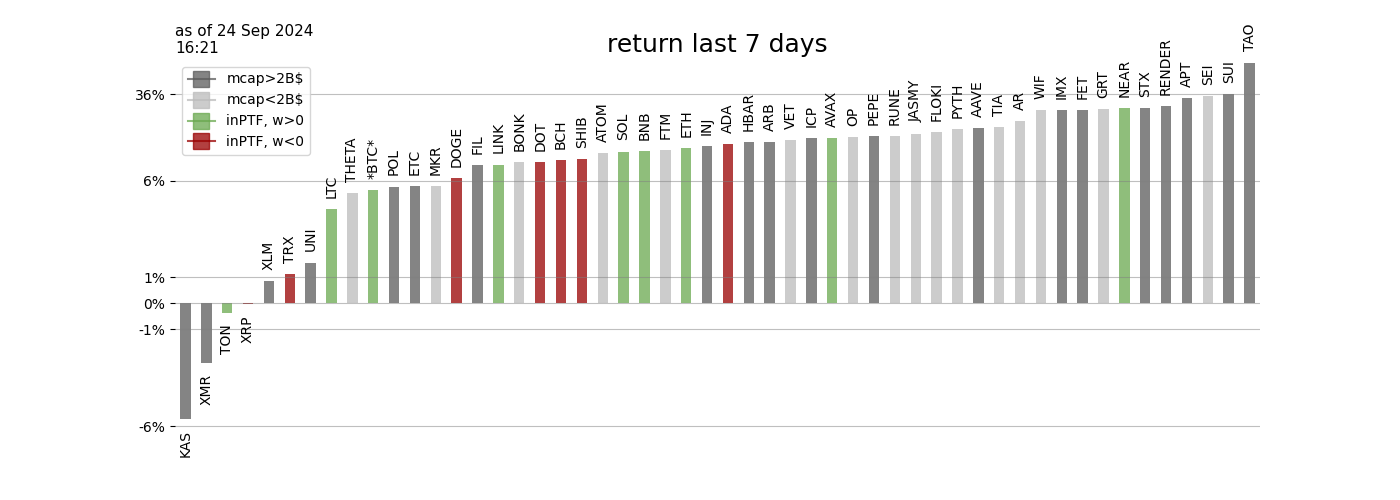 as of 24 Sep 2024
16:21
return last 7 days
mcap>2B$
mcap<2B$
inPTF, w>0
inPTF, w<0
36%
6%
1%
0%
-1%
-6%
KAS
XMR
TON
XRP
XLM
TRX
UNI
LTC
THETA
*BTC*
POL
ETC
MKR
DOGE
FIL
LINK
BONK
DOT
BCH
SHIB
ATOM
SOL
BNB
FTM
ETH
INJ
ADA
HBAR
ARB
VET
ICP
AVAX
OP
PEPE
RUNE
JASMY
FLOKI
PYTH
AAVE
TIA
AR
WIF
IMX
FET
GRT
NEAR
STX
RENDER
APT
SEI
SUI
TAO